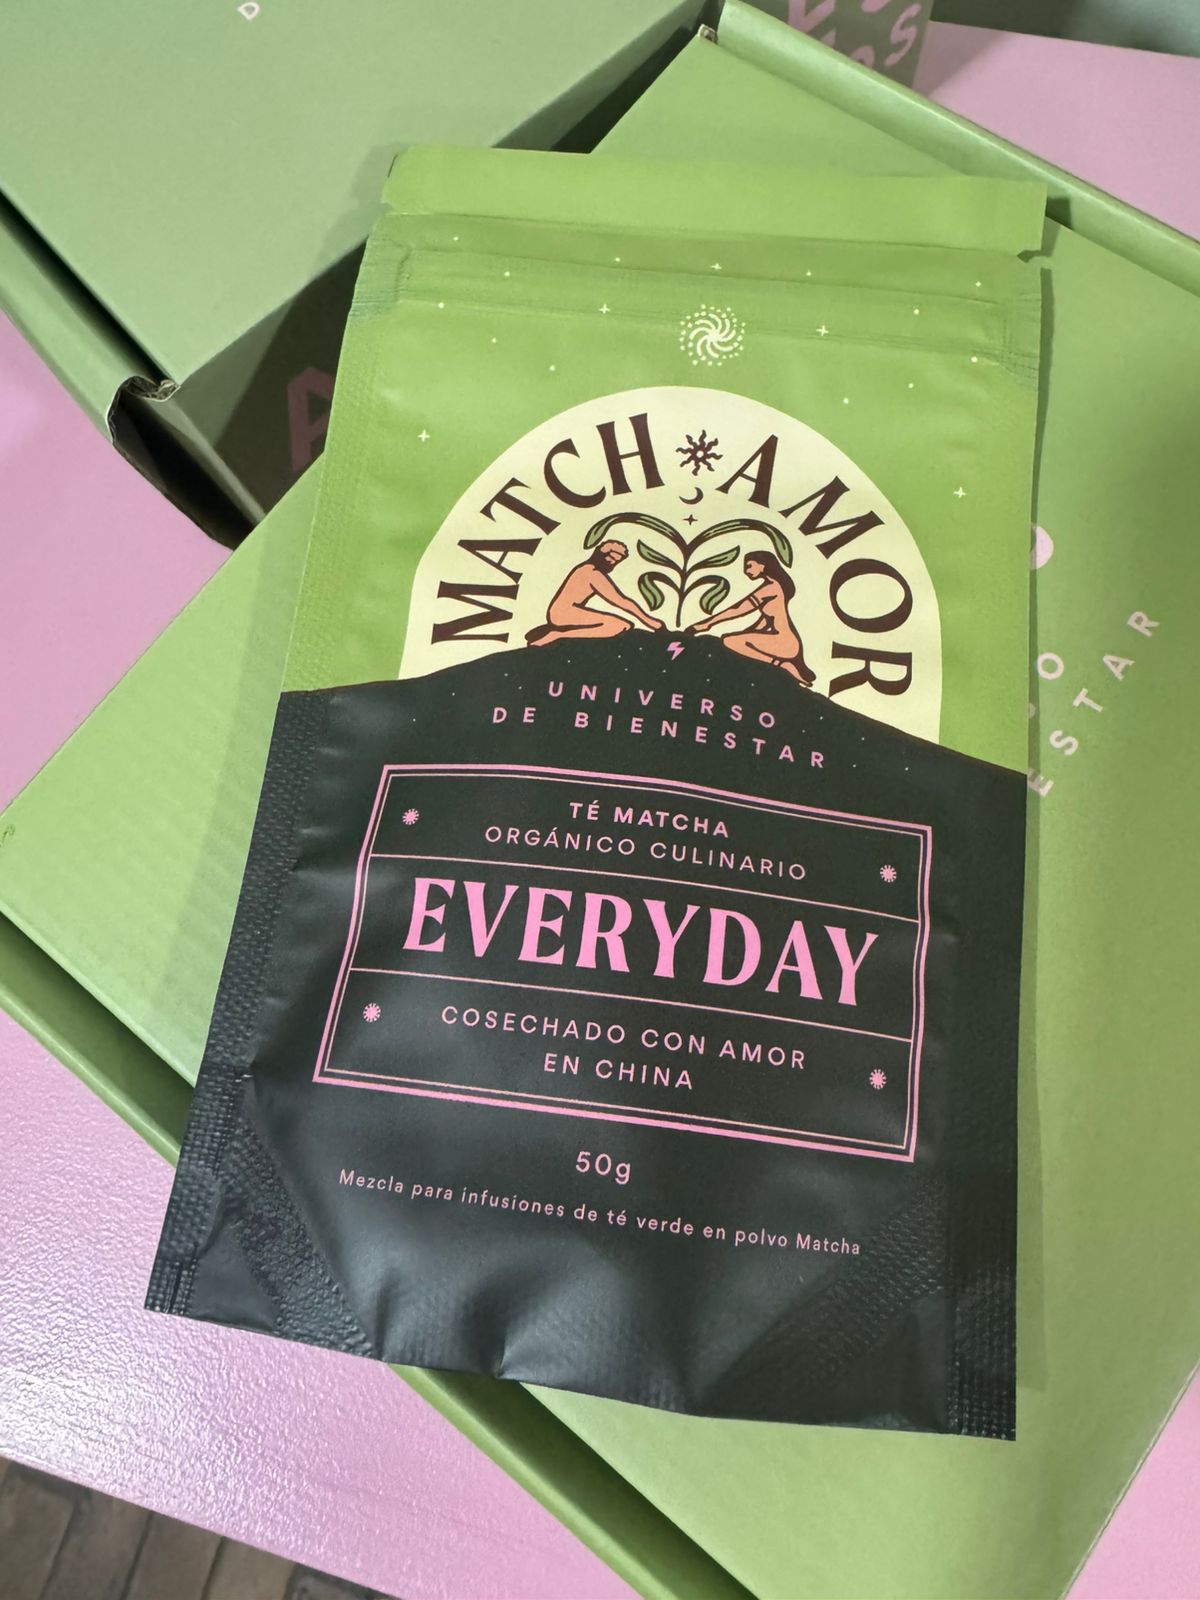 MATCH AMOR
UNIVERSO
DE BIENESTAR
TÉ MATCHA
ORGÁNICO CULINARIO
EVERYDAY
COSECHADO CON AMOR
EN CHINA
50g
Mezcla para infusiones de té verde en polvo Matcha
ESTAR